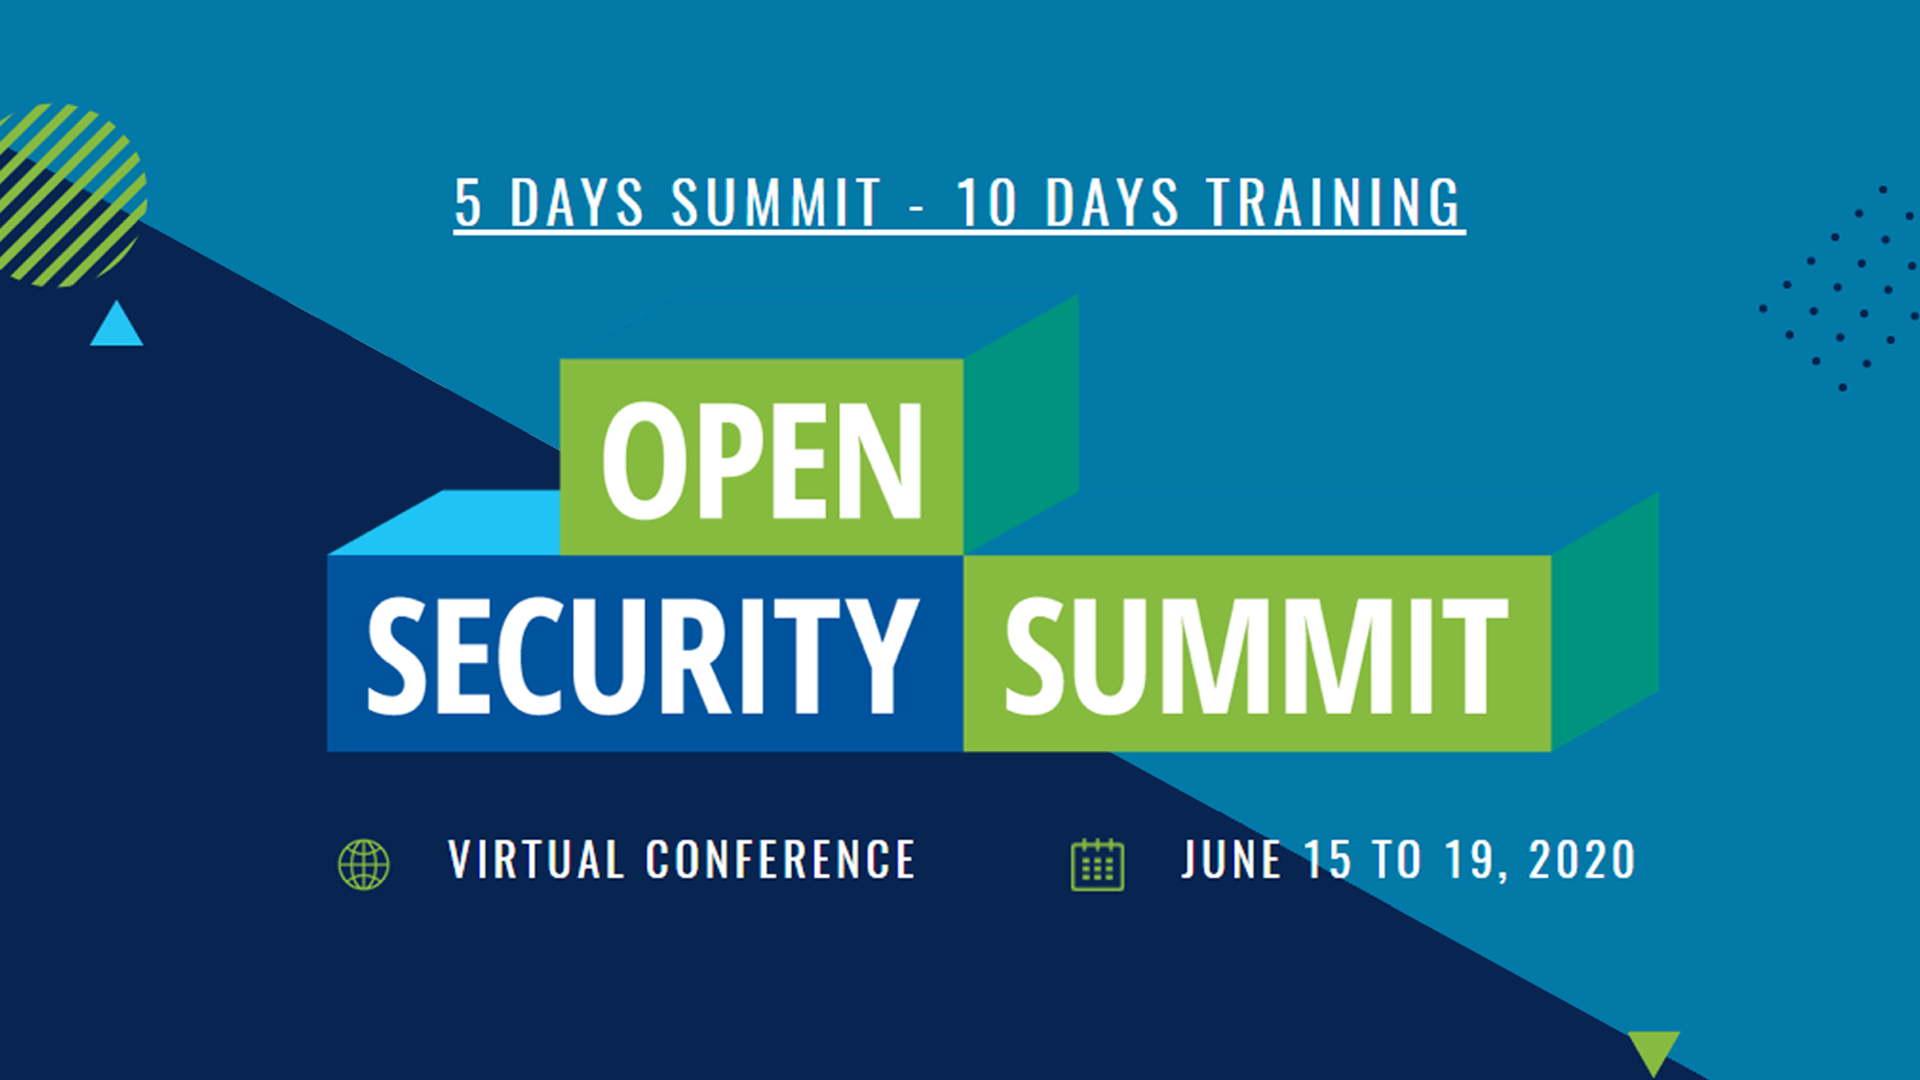 5 DAYS SUMMIT - 10 DAYS TRAINING
OPEN
SECURITY SUMMIT
VIRTUAL CONFERENCE
JUNE 15 TO 19, 2020